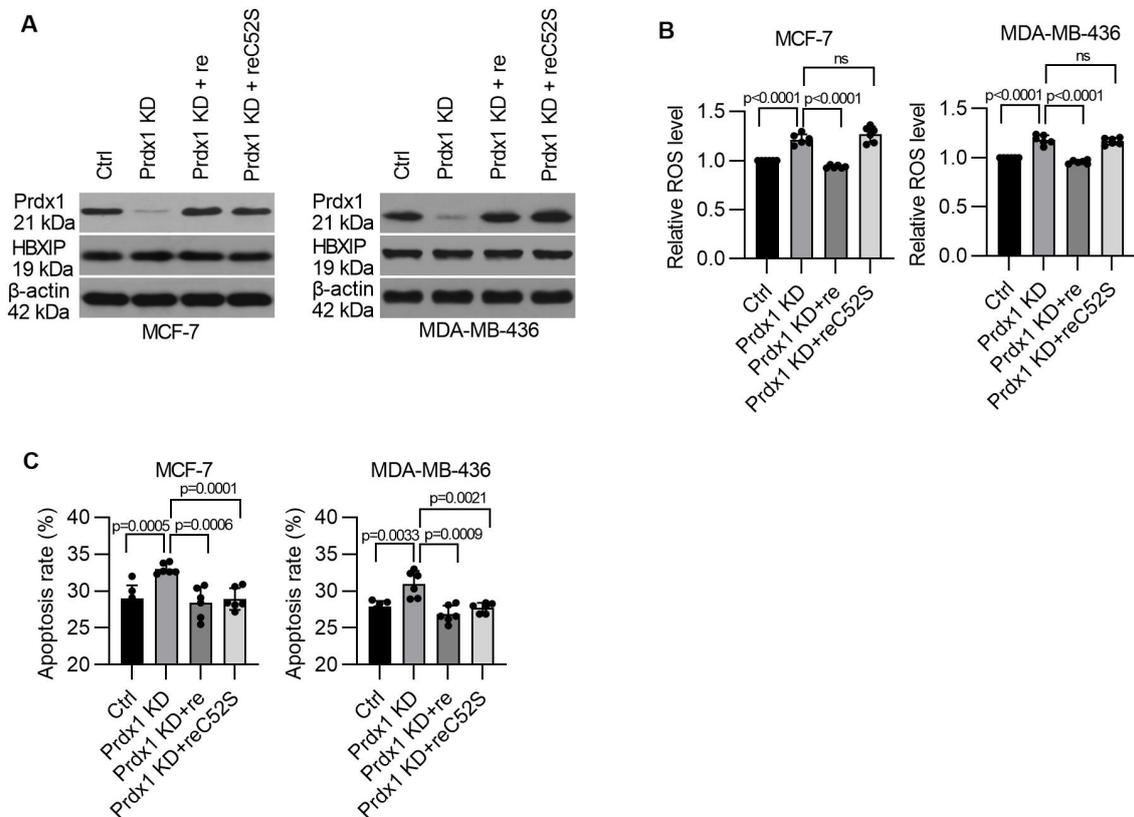 A
Ctrl
Prdx1 KD
Prdx1 KD + re
Prdx1 KD + reC52S
Prdx1
21 kDa
HBXIP
19 kDa
β-actin
42 kDa
MCF-7
Ctrl
Prdx1 KD
Prdx1 KD + re
Prdx1 KD + reC52S
Prdx1
21 kDa
HBXIP
19 kDa
β-actin
42 kDa
MDA-MB-436
B
MCF-7
ns
p<0.0001
p<0.0001
Relative ROS level
1.5
1.0
0.5
0.0
Ctrl
Prdx1 KD
Prdx1 KD+re
Prdx1 KD+reC52S
MDA-MB-436
ns
p<0.0001
p<0.0001
Relative ROS level
1.5
1.0
0.5
0.0
Ctrl
Prdx1 KD
Prdx1 KD+re
Prdx1 KD+reC52S
C
MCF-7
p=0.0001
p=0.0005
p=0.0006
Apoptosis rate (%)
40
35
30
25
20
Ctrl
Prdx1 KD
Prdx1 KD+re
Prdx1 KD+reC52S
MDA-MB-436
p=0.0021
p=0.0033
p=0.0009
Apoptosis rate (%)
40
35
30
25
20
Ctrl
Prdx1 KD
Prdx1 KD+re
Prdx1 KD+reC52S